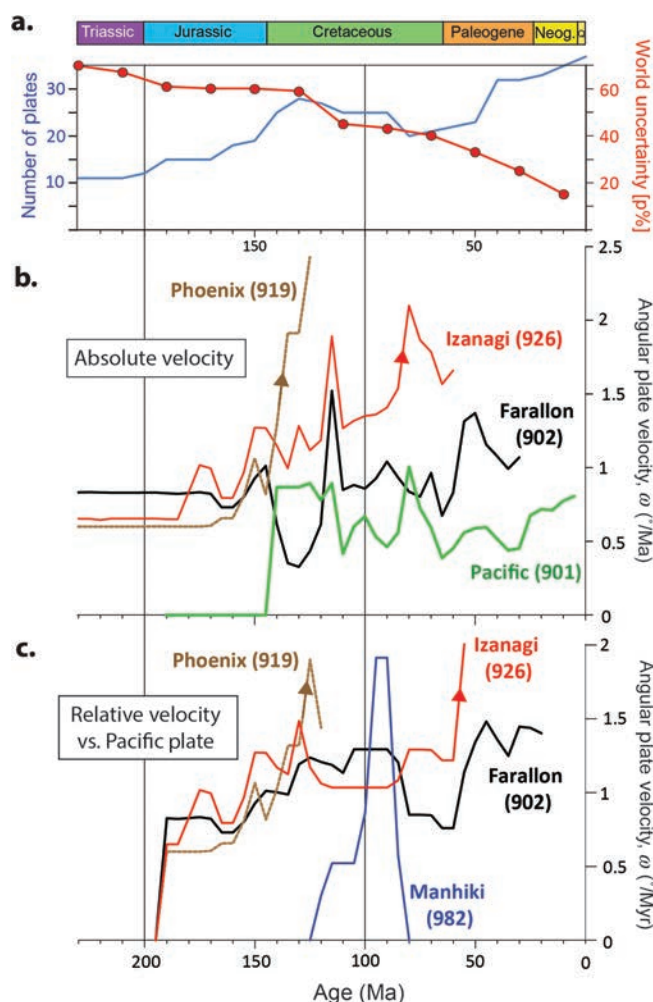 a.
Triassic
Jurassic
Cretaceous
Paleogene
Neog.
Q
Number of plates
30
20
10
World uncertainty [p%]
60
40
20
150
50
b.
Phoenix (919)
Absolute velocity
Izanagi (926)
Farallon
(902)
Pacific (901)
2.5
2
1.5
1
0.5
0
Angular plate velocity, ω (°/Ma)
c.
Phoenix (919)
Relative velocity
vs. Pacific plate
Izanagi
(926)
Farallon
(902)
Manihiki
(982)
2
1.5
1
0.5
0
Angular plate velocity, ω (°/Myr)
200
150
100
50
0
Age (Ma)